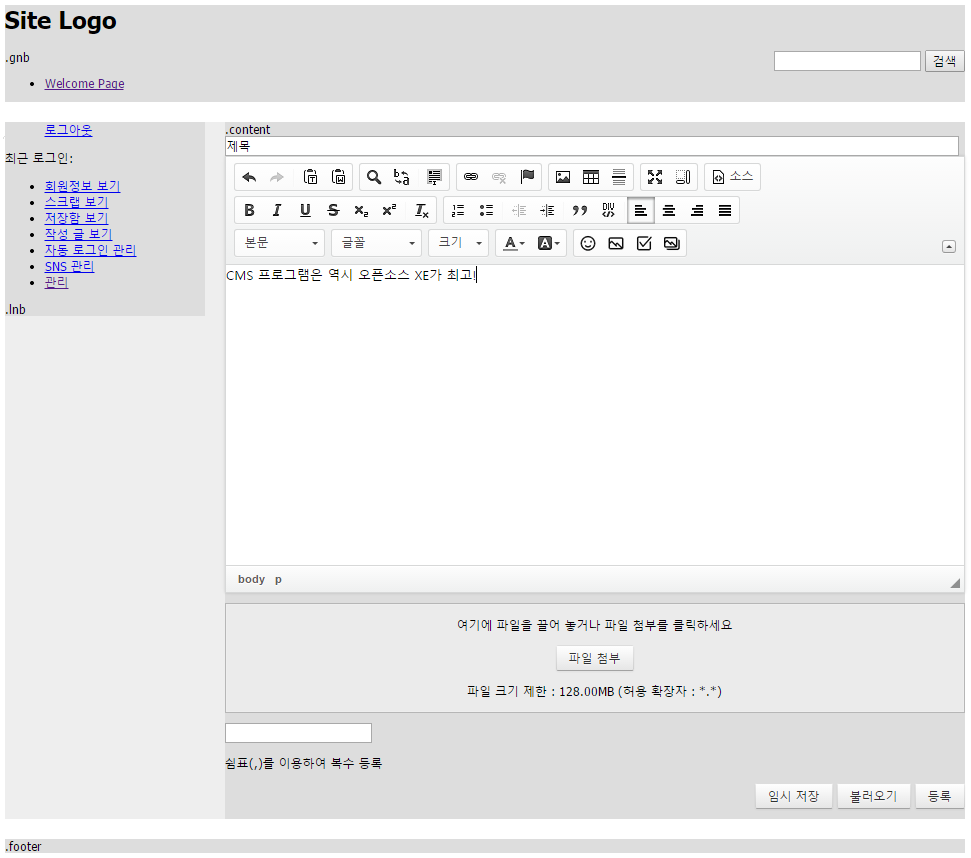 Site Logo
.gnb
검색
Welcome Page
로그아웃
최근 로그인:
회원정보 보기
스크랩 보기
저장함 보기
작성 글 보기
자동 로그인 관리
SNS 관리
관리
.lnb
.content
제목
소스
B I U S x₂ x² Tx
DIV
본문 글꼴 크기 A A
CMS 프로그램은 역시 오픈소스 XE가 최고!
body p
여기에 파일을 끌어 놓거나 파일 첨부를 클릭하세요
파일 첨부
파일 크기 제한 : 128.00MB (허용 확장자 : *.*)
쉼표(,)를 이용하여 복수 등록
임시 저장 불러오기 등록
.footer